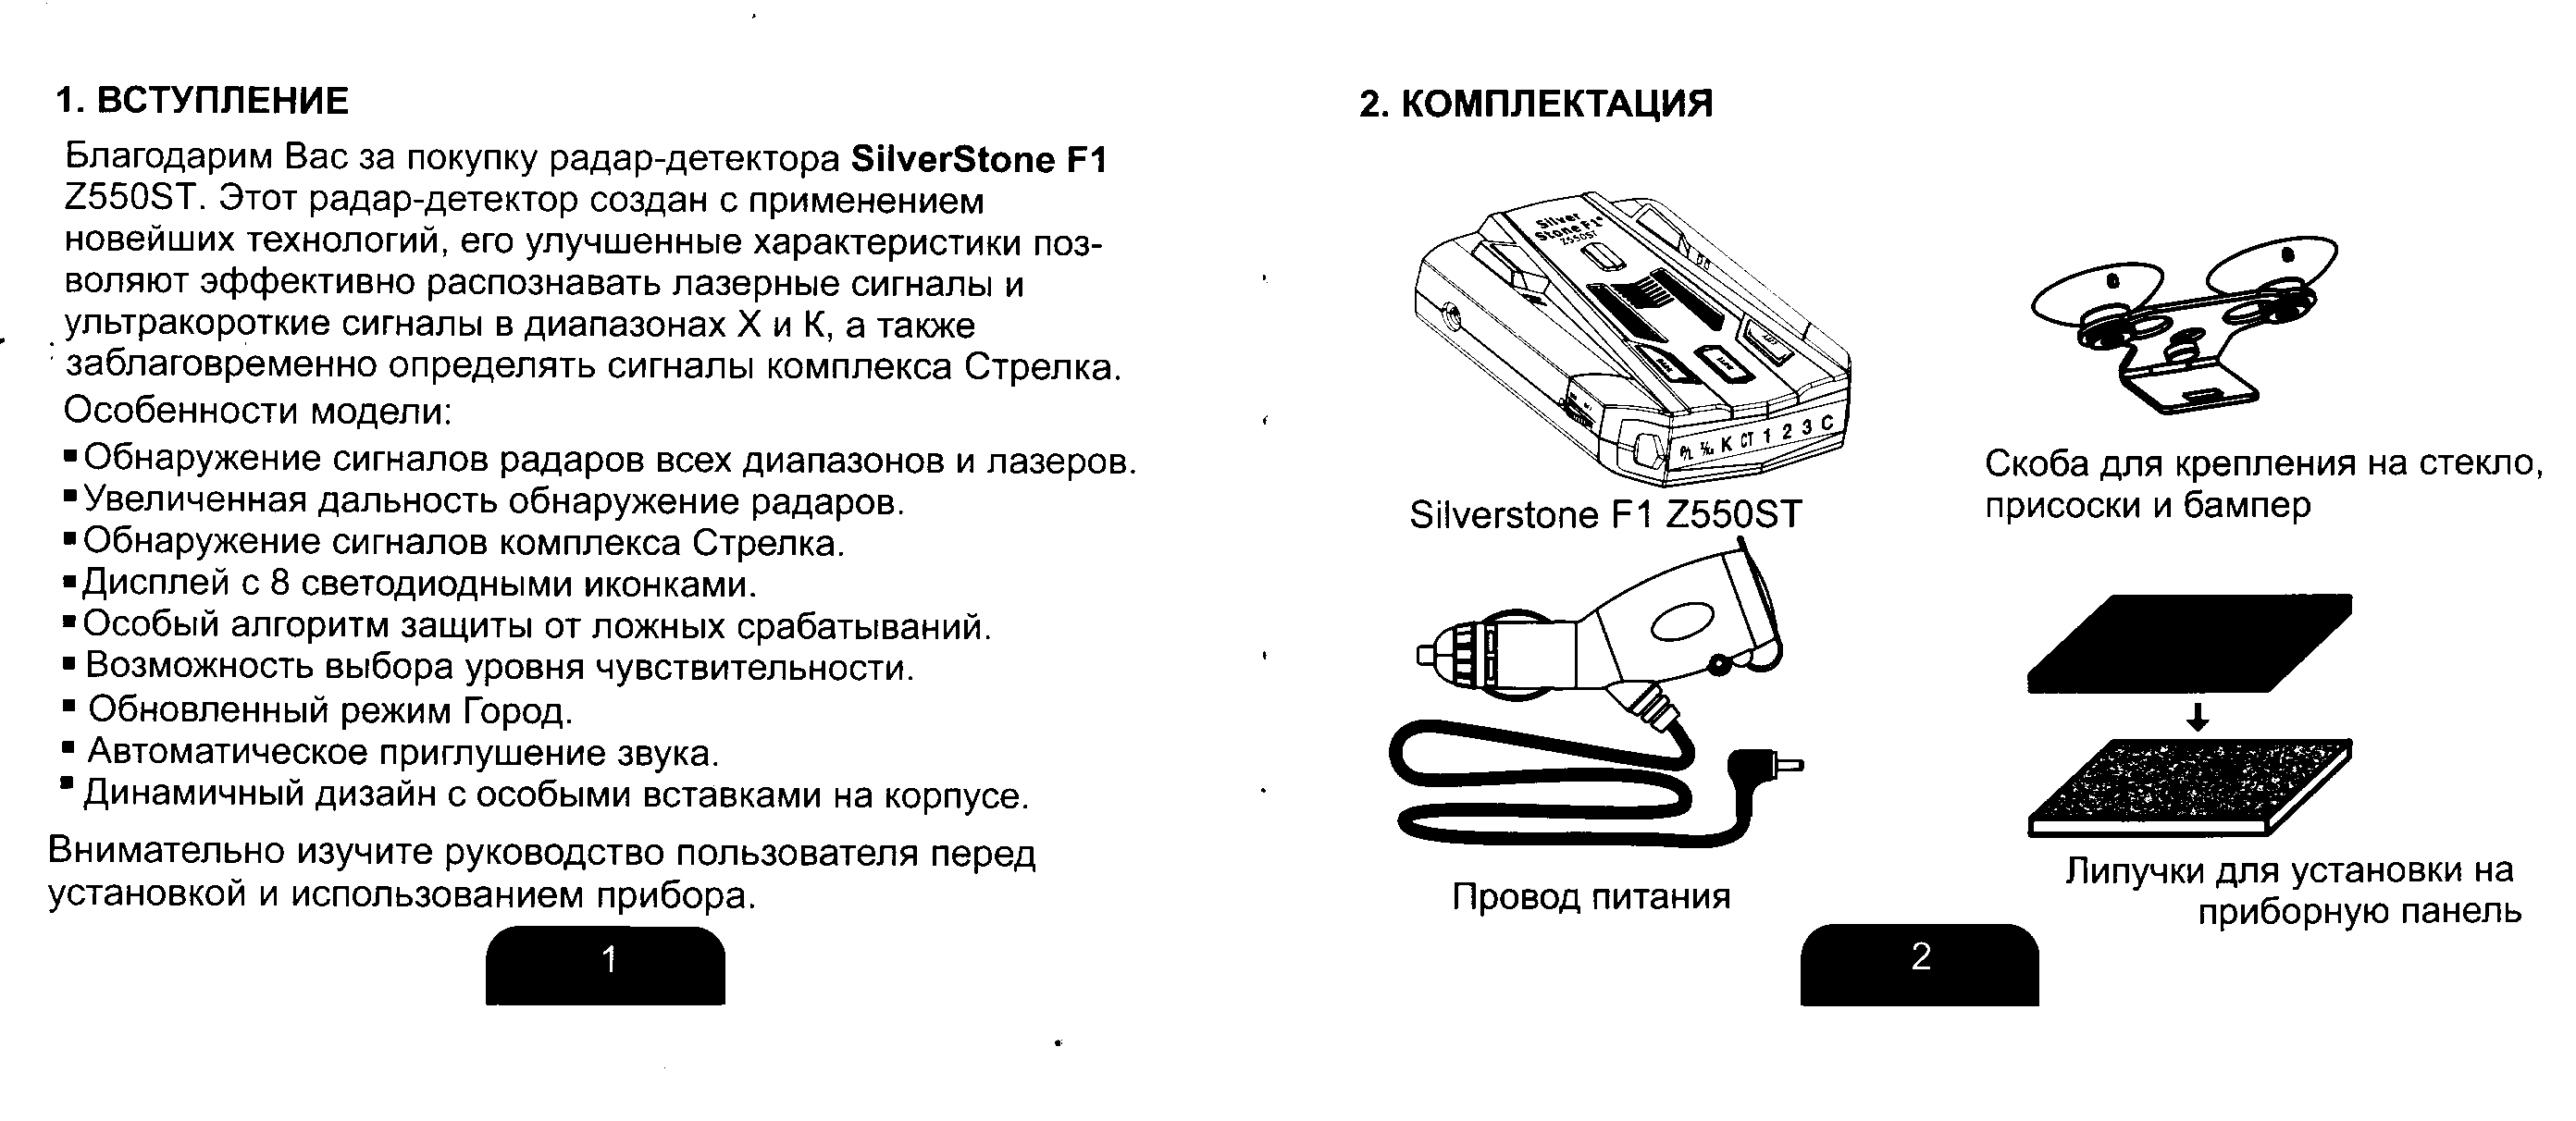 1. ВСТУПЛЕНИЕ
Благодарим Вас за покупку радар-детектора SilverStone F1
Z550ST. Этот радар-детектор создан с применением
новейших технологий, его улучшенные характеристики поз-
воляют эффективно распознавать лазерные сигналы и
ультракороткие сигналы в диапазонах X и К, а также
заблаговременно определять сигналы комплекса Стрелка.
Особенности модели:
▪Обнаружение сигналов радаров всех диапазонов и лазеров.
▪Увеличенная дальность обнаружение радаров.
▪Обнаружение сигналов комплекса Стрелка.
▪Дисплей с 8 светодиодными иконками.
▪Особый алгоритм защиты от ложных срабатываний.
▪ Возможность выбора уровня чувствительности.
▪ Обновленный режим Город.
▪ Автоматическое приглушение звука.
▪ Динамичный дизайн с особыми вставками на корпусе.
Внимательно изучите руководство пользователя перед
установкой и использованием прибора.
1
2. КОМПЛЕКТАЦИЯ
Silver
Stone F1
Z550ST
K СТ 1 2 3 С
Silverstone F1 Z550ST
Скоба для крепления на стекло,
присоски и бампер
Провод питания
Липучки для установки на
приборную панель
2